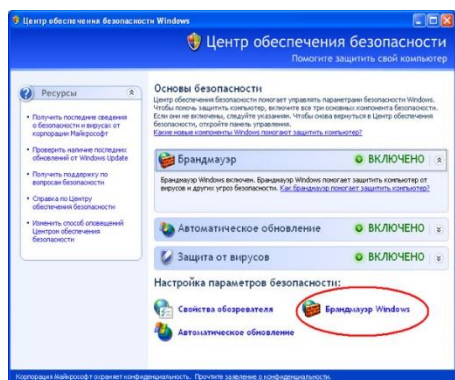 Центр обеспечения безопасности Windows
Центр обеспечения безопасности
Помогите защитить свой компьютер
Ресурсы
Получить последние сведения
о безопасности и вирусах от
корпорации Майкрософт
Проверить наличие последних
обновлений от Windows Update
Получить поддержку по
вопросам безопасности
Справка по Центру
обеспечения безопасности
Изменить способ оповещений
Центром обеспечения
безопасности
Основы безопасности
Центр обеспечения безопасности помогает управлять параметрами безопасности Windows.
Чтобы помочь защитить компьютер, включите все три основных компонента безопасности.
Если они не включены, следуйте указаниям. Чтобы снова вернуться в Центр обеспечения
безопасности, откройте панель управления.
Какие новые компоненты Windows помогают защитить компьютер?
Брандмауэр
ВКЛЮЧЕНО
Брандмауэр Windows включен. Брандмауэр Windows помогает защитить компьютер от
вирусов и других угроз безопасности. Как брандмауэр помогает защитить компьютер?
Автоматическое обновление
ВКЛЮЧЕНО
Защита от вирусов
ВКЛЮЧЕНО
Настройка параметров безопасности:
Свойства обозревателя
Брандмауэр Windows
Автоматическое обновление
Корпорация Майкрософт охраняет конфиденциальность. Прочтите заявление о конфиденциальности.